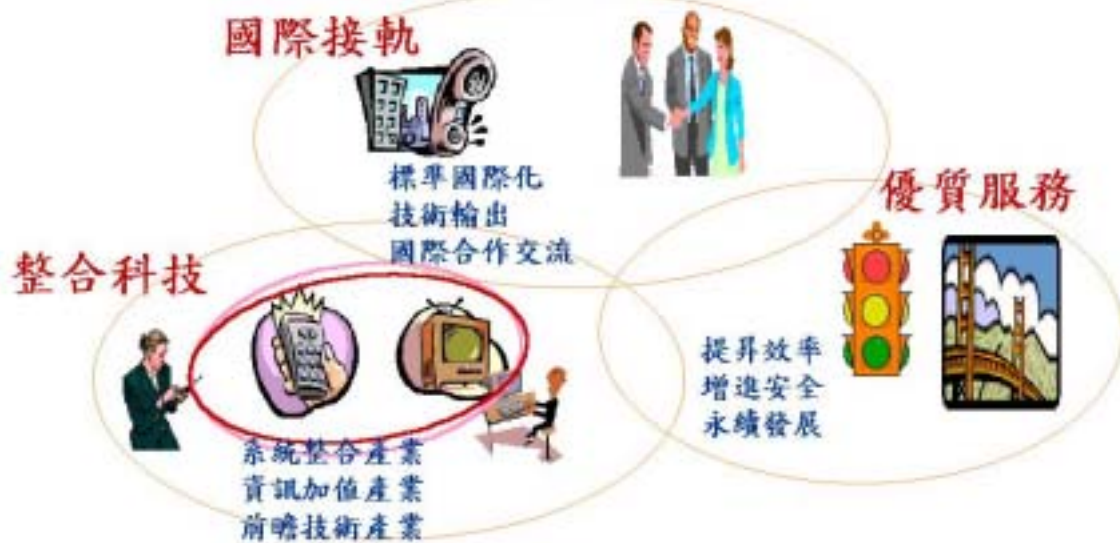 國際接軌
標準國際化
技術輸出
國際合作交流
優質服務
提昇效率
增進安全
永續發展
整合科技
系統整合產業
資訊加值產業
前瞻技術產業